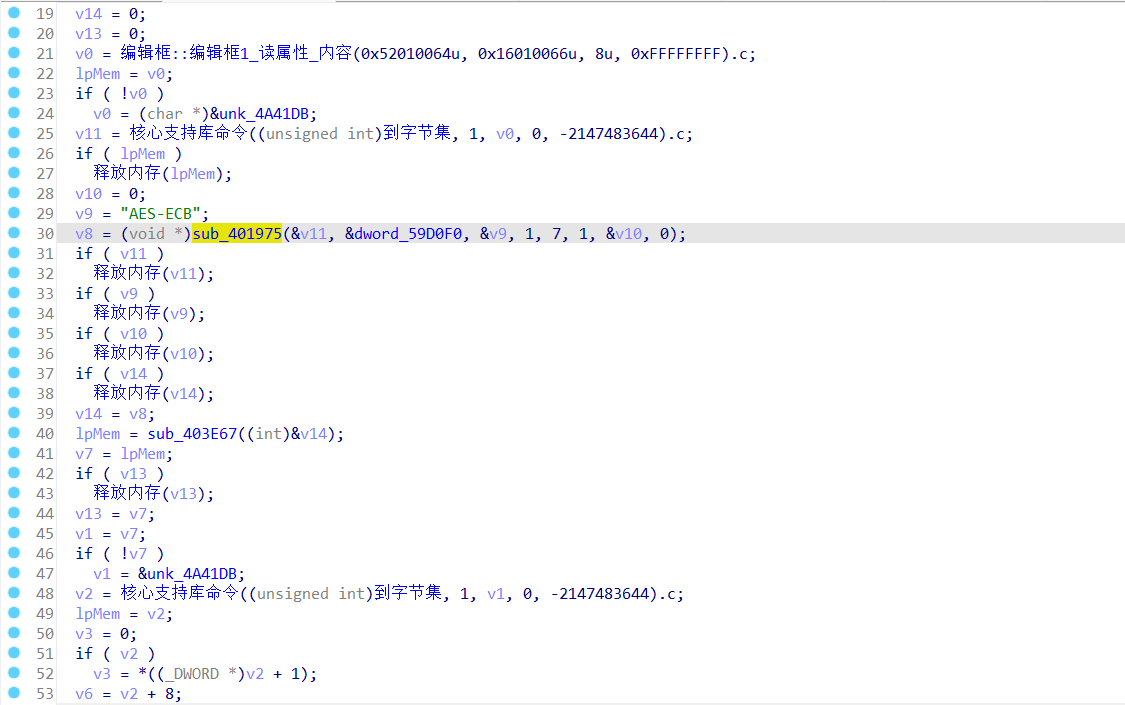 19 v14 = 0;
20 v13 = 0;
21 v0 = 编辑框::编辑框1_读属性_内容(0x52010064u, 0x16010066u, 8u, 0xFFFFFFFF).c;
22 lpMem = v0;
23 if ( !v0 )
24 v0 = (char *)&unk_4A41DB;
25 v11 = 核心支持库命令((unsigned int)到字节集, 1, v0, 0, -2147483644).c;
26 if ( lpMem )
27 释放内存(lpMem);
28 v10 = 0;
29 v9 = "AES-ECB";
30 v8 = (void *)sub_401975(&v11, &dword_59D0F0, &v9, 1, 7, 1, &v10, 0);
31 if ( v11 )
32 释放内存(v11);
33 if ( v9 )
34 释放内存(v9);
35 if ( v10 )
36 释放内存(v10);
37 if ( v14 )
38 释放内存(v14);
39 v14 = v8;
40 lpMem = sub_403E67((int)&v14);
41 v7 = lpMem;
42 if ( v13 )
43 释放内存(v13);
44 v13 = v7;
45 v1 = v7;
46 if ( !v7 )
47 v1 = &unk_4A41DB;
48 v2 = 核心支持库命令((unsigned int)到字节集, 1, v1, 0, -2147483644).c;
49 lpMem = v2;
50 v3 = 0;
51 if ( v2 )
52 v3 = *((_DWORD *)v2 + 1);
53 v6 = v2 + 8;